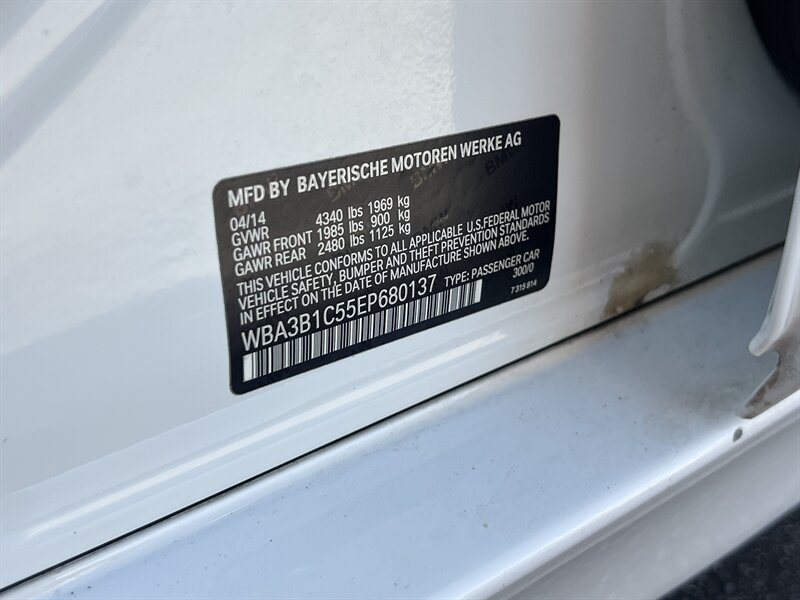 MFD BY BAYERISCHE MOTOREN WERKE AG
04/14
GVWR 4340 lbs 1969 kg
GAWR FRONT 1985 lbs 900 kg
GAWR REAR 2480 lbs 1125 kg
THIS VEHICLE CONFORMS TO ALL APPLICABLE U.S.FEDERAL MOTOR
VEHICLE SAFETY, BUMPER AND THEFT PREVENTION STANDARDS
IN EFFECT ON THE DATE OF MANUFACTURE SHOWN ABOVE.
WBA3B1C55EP680137 TYPE: PASSENGER CAR
300/0
7 315 814